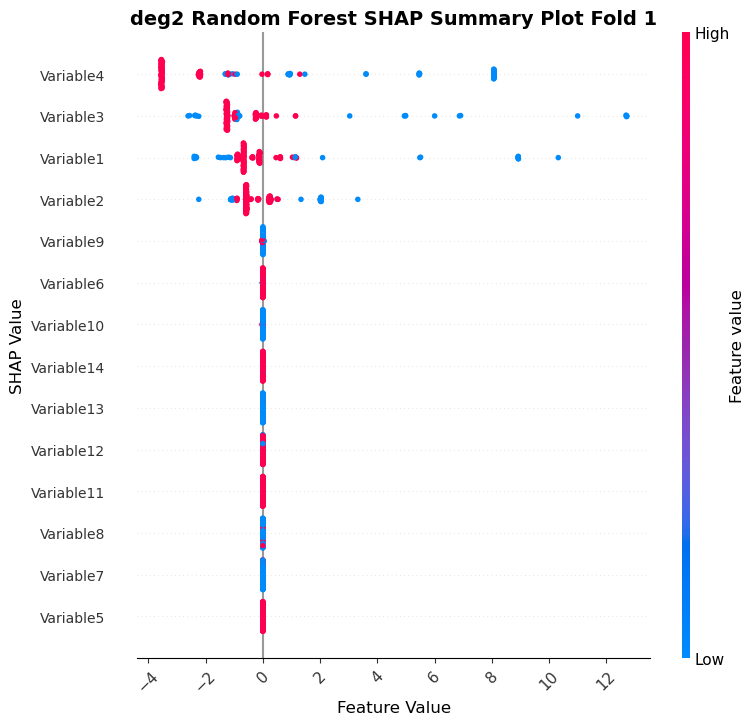 deg2 Random Forest SHAP Summary Plot Fold 1
High
Variable4
Variable3
Variable1
Variable2
Variable9
Variable6
Variable10
Variable14
Variable13
Variable12
Variable11
Variable8
Variable7
Variable5
SHAP Value
Feature value
Low
−4 −2 0 2 4 6 8 10 12
Feature Value